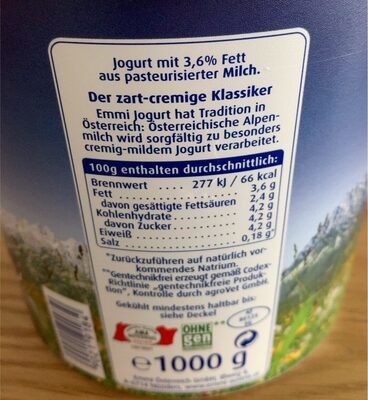 Jogurt mit 3,6% Fett
aus pasteurisierter Milch.
Der zart-cremige Klassiker
Emmi Jogurt hat Tradition in
Österreich: Österreichische Alpen-
milch wird sorgfältig zu besonders
cremig-mildem Jogurt verarbeitet.
100g enthalten durchschnittlich:
Brennwert .... 277 kJ / 66 kcal
Fett 3,6 g
davon gesättigte Fettsäuren 2,4 g
Kohlenhydrate 4,2 g
davon Zucker 4,2 g
Eiweiß 4,2 g
Salz 0,18 g*
*Zurückzuführen auf natürlich vor-
kommendes Natrium.
"Gentechnikfrei erzeugt gemäß Codex-
Richtlinie „gentechnikfreie Produk-
tion", Kontrolle durch agroVet GmbH.
Gekühlt mindestens haltbar bis:
siehe Deckel
OHNE
gen
e 1000 g